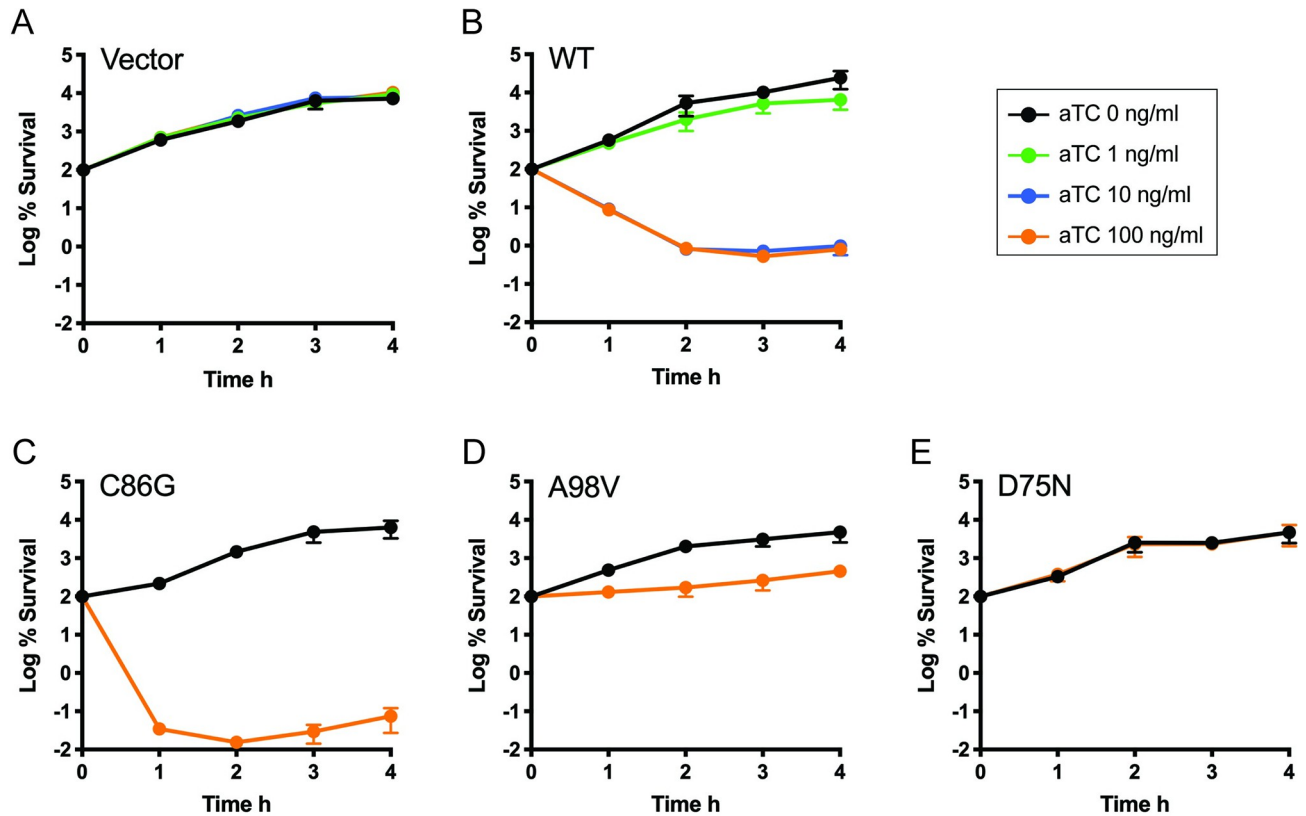 A
Vector
5
4
3
2
1
0
-1
-2
Log % Survival
0 1 2 3 4
Time h
B
WT
5
4
3
2
1
0
-1
-2
Log % Survival
0 1 2 3 4
Time h
aTC 0 ng/ml
aTC 1 ng/ml
aTC 10 ng/ml
aTC 100 ng/ml
C
C86G
5
4
3
2
1
0
-1
-2
Log % Survival
0 1 2 3 4
Time h
D
A98V
5
4
3
2
1
0
-1
-2
Log % Survival
0 1 2 3 4
Time h
E
D75N
5
4
3
2
1
0
-1
-2
Log % Survival
0 1 2 3 4
Time h